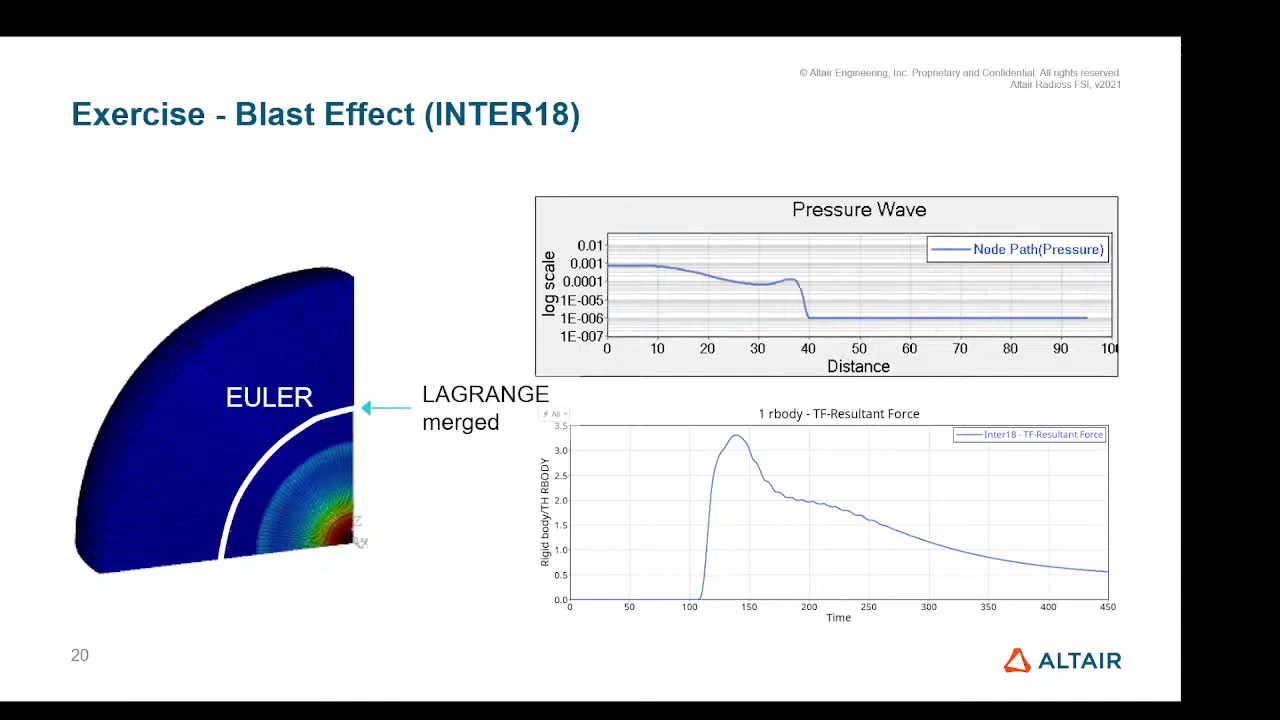 © Altair Engineering, Inc. Proprietary and Confidential. All rights reserved.
Altair Radioss FSI, v2021
Exercise - Blast Effect (INTER18)
EULER
LAGRANGE
merged
Pressure Wave
Node Path(Pressure)
log scale
0.01
0.001
0.0001
1E-005
1E-006
1E-007
0 10 20 30 40 50 60 70 80 90
Distance
All
1 rbody - TF-Resultant Force
Inter18 - TF-Resultant Force
Rigid body/TH RBODY
3.5
3.0
2.5
2.0
1.5
1.0
0.5
0.0
0 50 100 150 200 250 300 350 400 450
Time
20
ALTAIR